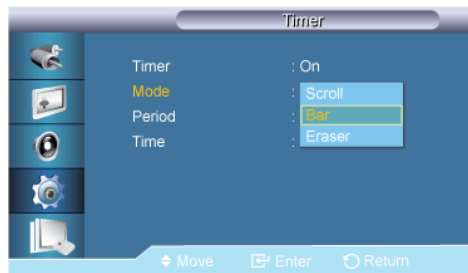 Timer
Timer : On
Mode : Scroll
Bar
Period :
Eraser
Time :
Move Enter Return